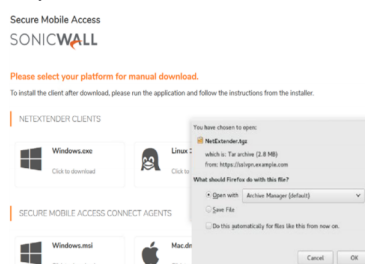 Secure Mobile Access
SONICWALL
Please select your platform for manual download.
To install the client after download, please run the application and follow the instructions from the installer.
NETEXTENDER CLIENTS
Windows.exe
Click to download
Linux
Click to
SECURE MOBILE ACCESS CONNECT AGENTS
Windows.msi
Mac.dm
You have chosen to open:
NetExtender.tgz
which is: Tar archive (2.8 MB)
from: https://sslvpn.example.com
What should Firefox do with this file?
Open with Archive Manager (default)
Save File
Do this automatically for files like this from now on.
Cancel OK